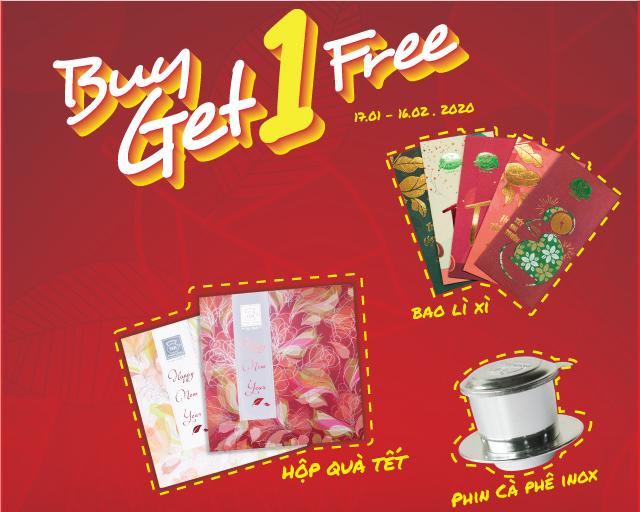 Buy 1 Free
Get
17.01 - 16.02 . 2020
BAO LÌ XÌ
Happy
New
Year
Happy
New
Year
HỘP QUÀ TẾT
PHIN CÀ PHÊ INOX